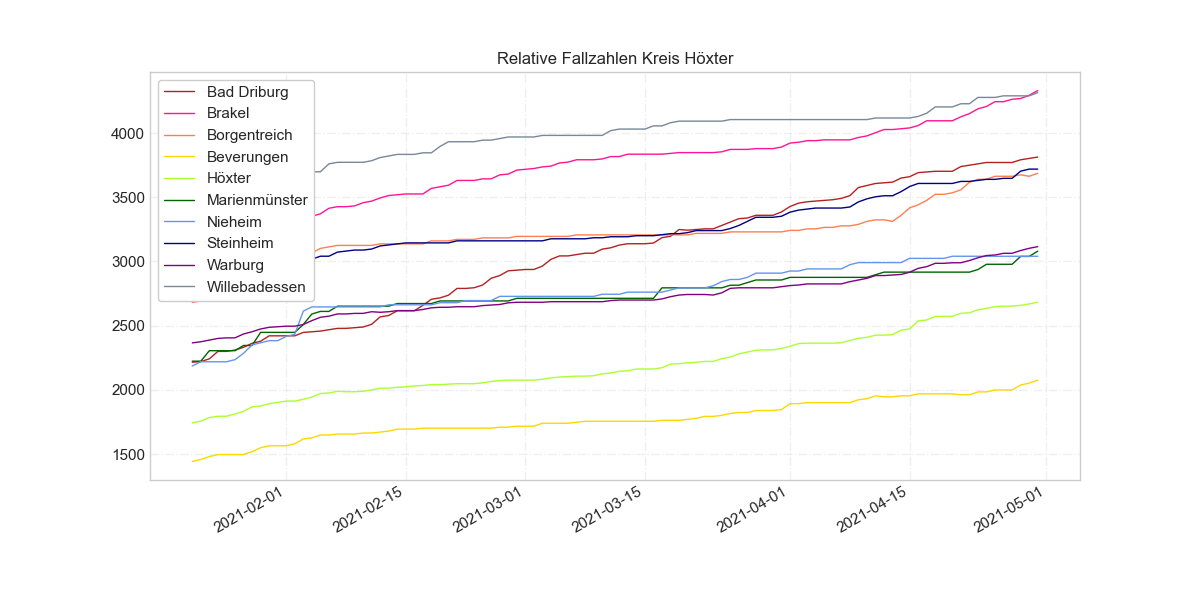 Relative Fallzahlen Kreis Höxter
Bad Driburg
Brakel
Borgentreich
Beverungen
Höxter
Marienmünster
Nieheim
Steinheim
Warburg
Willebadessen
4000
3500
3000
2500
2000
1500
2021-02-01
2021-02-15
2021-03-01
2021-03-15
2021-04-01
2021-04-15
2021-05-01